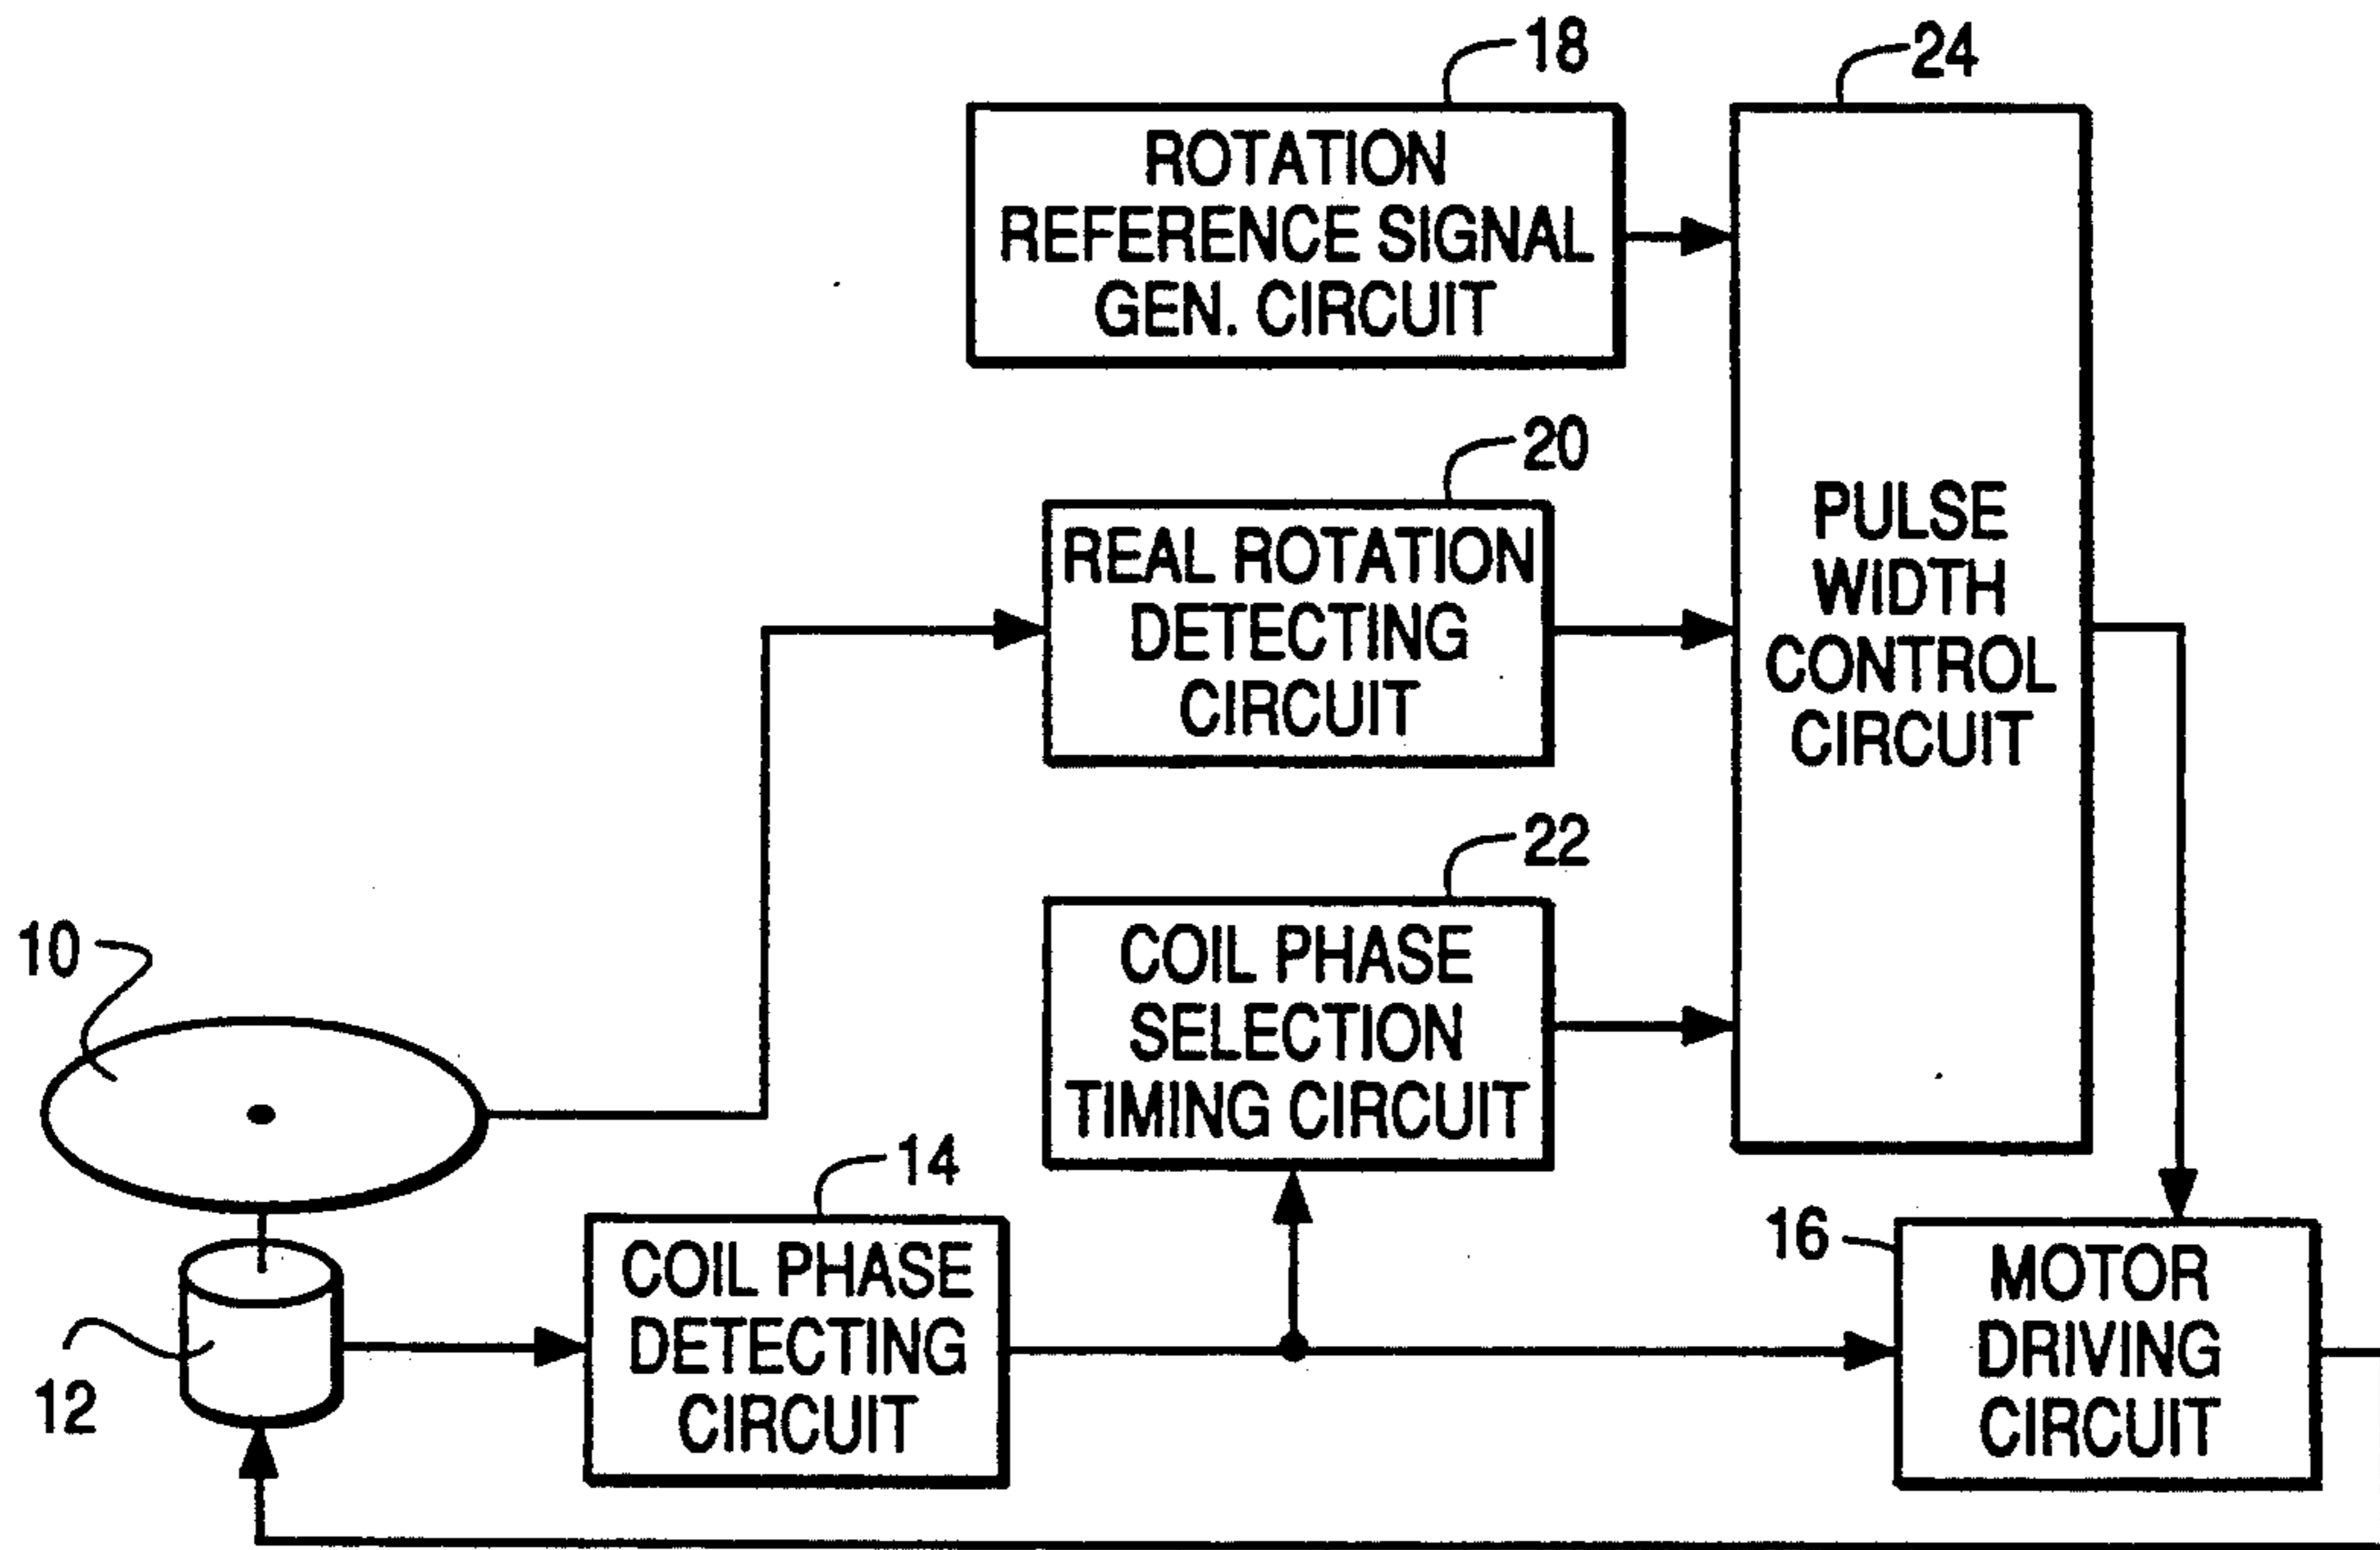 18
24
ROTATION
REFERENCE SIGNAL
GEN. CIRCUIT
20
REAL ROTATION
DETECTING
CIRCUIT
PULSE
WIDTH
CONTROL
CIRCUIT
22
COIL PHASE
SELECTION
TIMING CIRCUIT
10
14
COIL PHASE
DETECTING
CIRCUIT
16
MOTOR
DRIVING
CIRCUIT
12